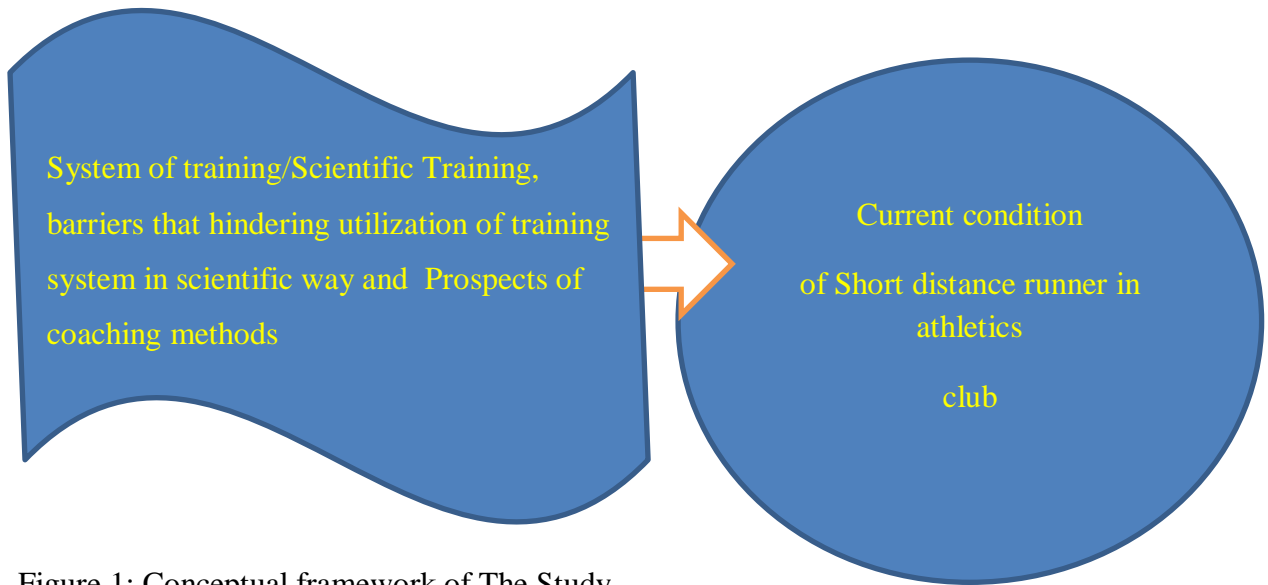 System of training/Scientific Training,
barriers that hindering utilization of training
system in scientific way and  Prospects of
coaching methods
Current condition
of Short distance runner in
athletics
club
Figure 1: Conceptual framework of The Study